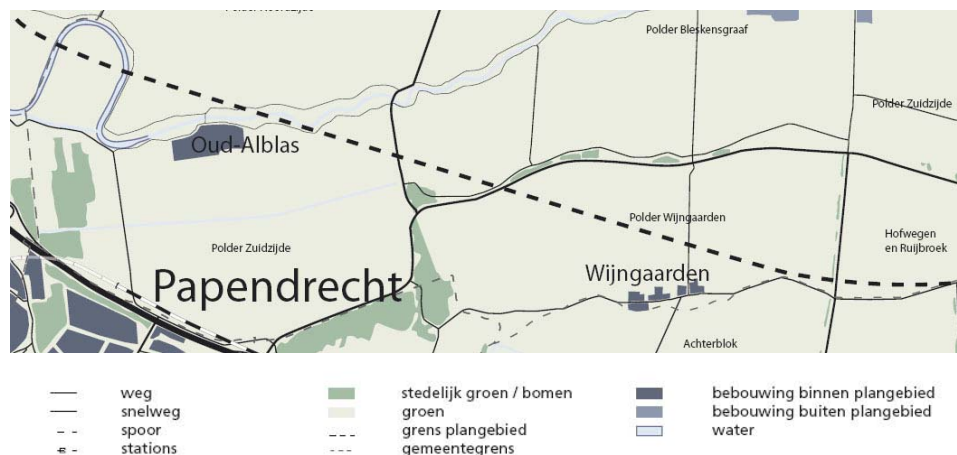 Polder Bleskensgraaf
Polder Zuidzijde
Oud-Alblas
Polder Wijngaarden
Polder Zuidzijde
Hofwegen
en Ruijbroek
Papendrecht
Wijngaarden
Achterblok
weg
snelweg
spoor
stations
stedelijk groen / bomen
groen
grens plangebied
gemeentegrens
bebouwing binnen plangebied
bebouwing buiten plangebied
water